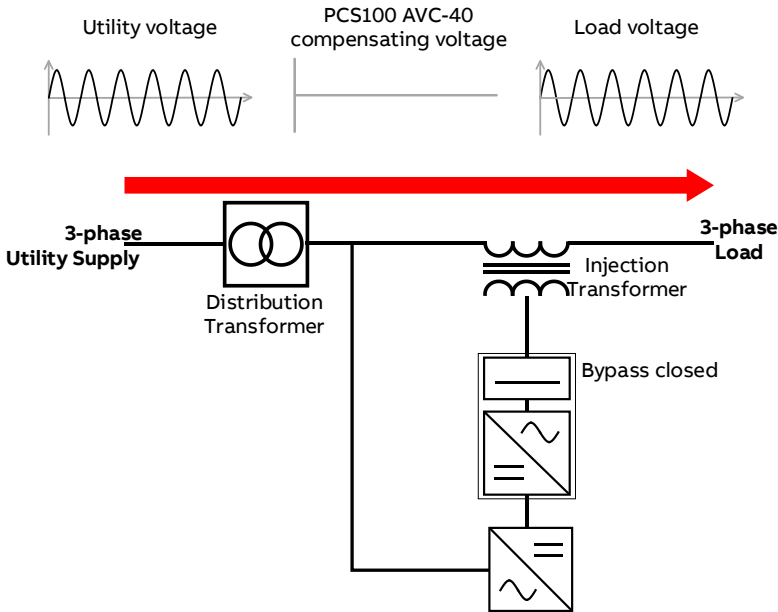 Utility voltage
PCS100 AVC-40
compensating voltage
Load voltage
3-phase
Utility Supply
3-phase
Load
Distribution
Transformer
Injection
Transformer
Bypass closed